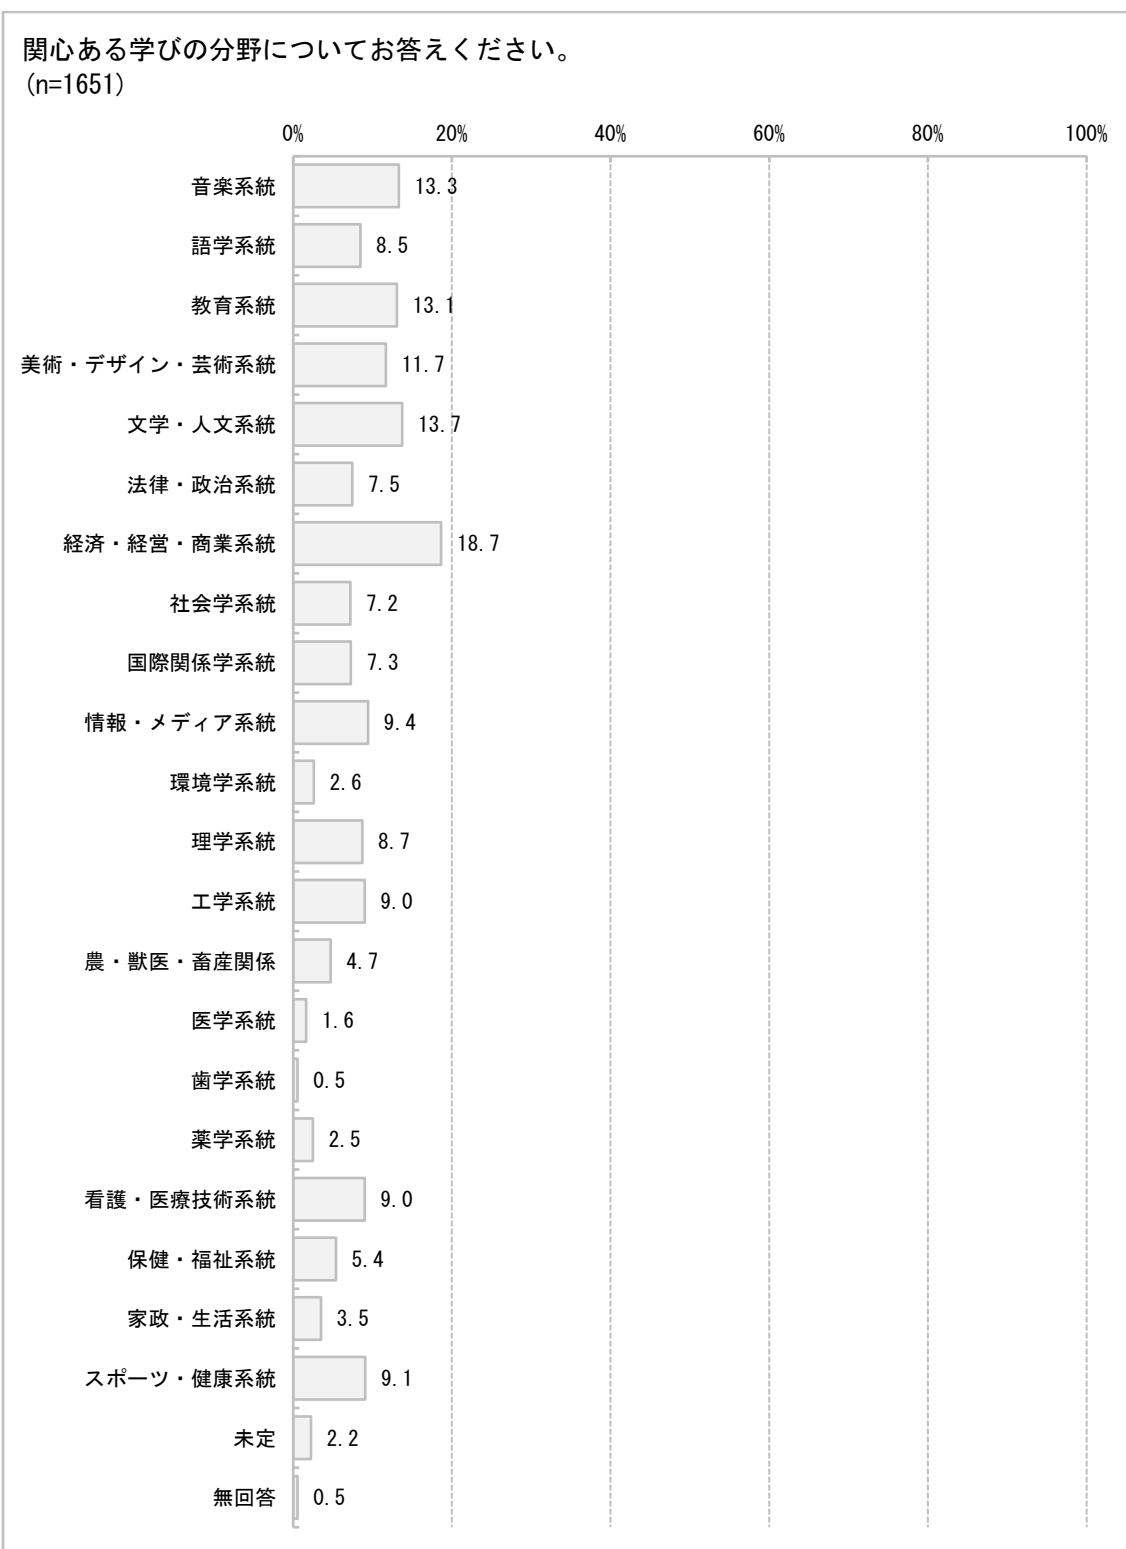 関心ある学びの分野についてお答えください。
(n=1651)
0% 20% 40% 60% 80% 100%
音楽系統 13.3
語学系統 8.5
教育系統 13.1
美術・デザイン・芸術系統 11.7
文学・人文系統 13.7
法律・政治系統 7.5
経済・経営・商業系統 18.7
社会学系統 7.2
国際関係学系統 7.3
情報・メディア系統 9.4
環境学系統 2.6
理学系統 8.7
工学系統 9.0
農・獣医・畜産関係 4.7
医学系統 1.6
歯学系統 0.5
薬学系統 2.5
看護・医療技術系統 9.0
保健・福祉系統 5.4
家政・生活系統 3.5
スポーツ・健康系統 9.1
未定 2.2
無回答 0.5